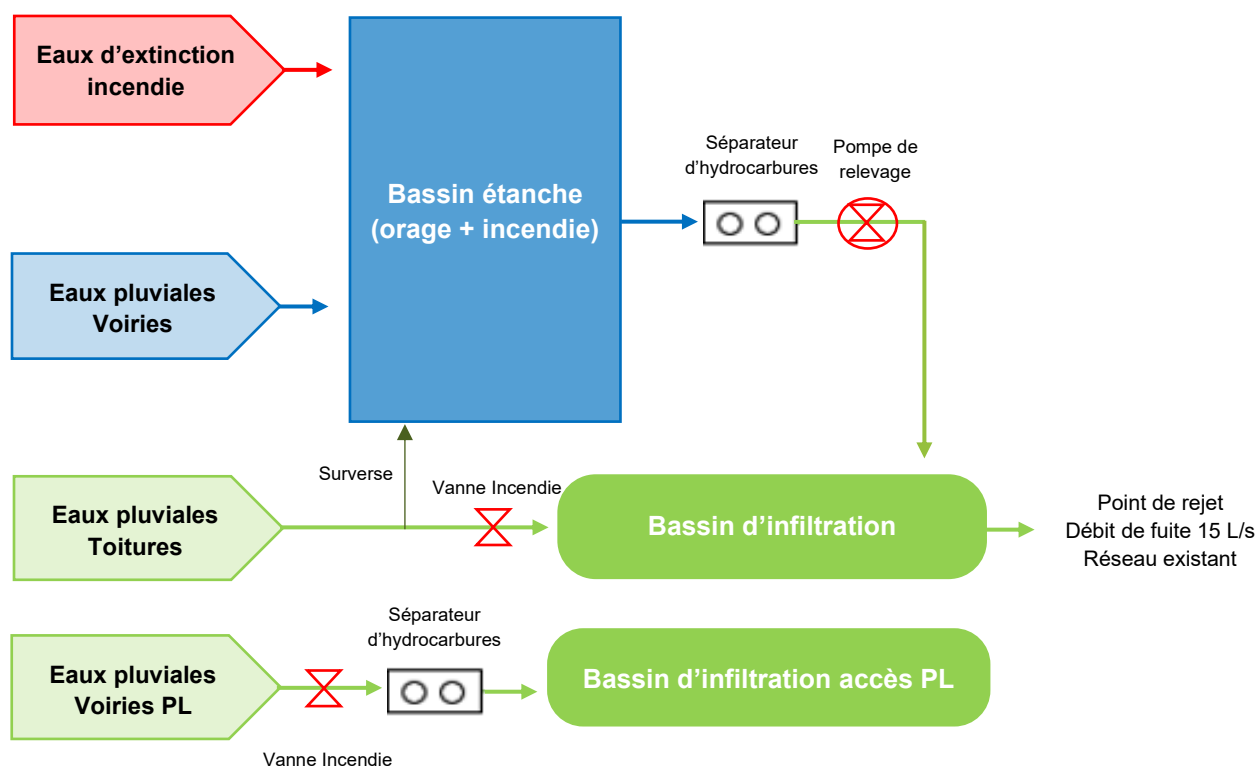 Eaux d’extinction
incendie
Bassin étanche
(orage + incendie)
Séparateur
d’hydrocarbures
Pompe de
relevage
Eaux pluviales
Voiries
Surverse
Vanne Incendie
Eaux pluviales
Toitures
Bassin d’infiltration
Point de rejet
Débit de fuite 15 L/s
Réseau existant
Séparateur
d’hydrocarbures
Eaux pluviales
Voiries PL
Bassin d’infiltration accès PL
Vanne Incendie